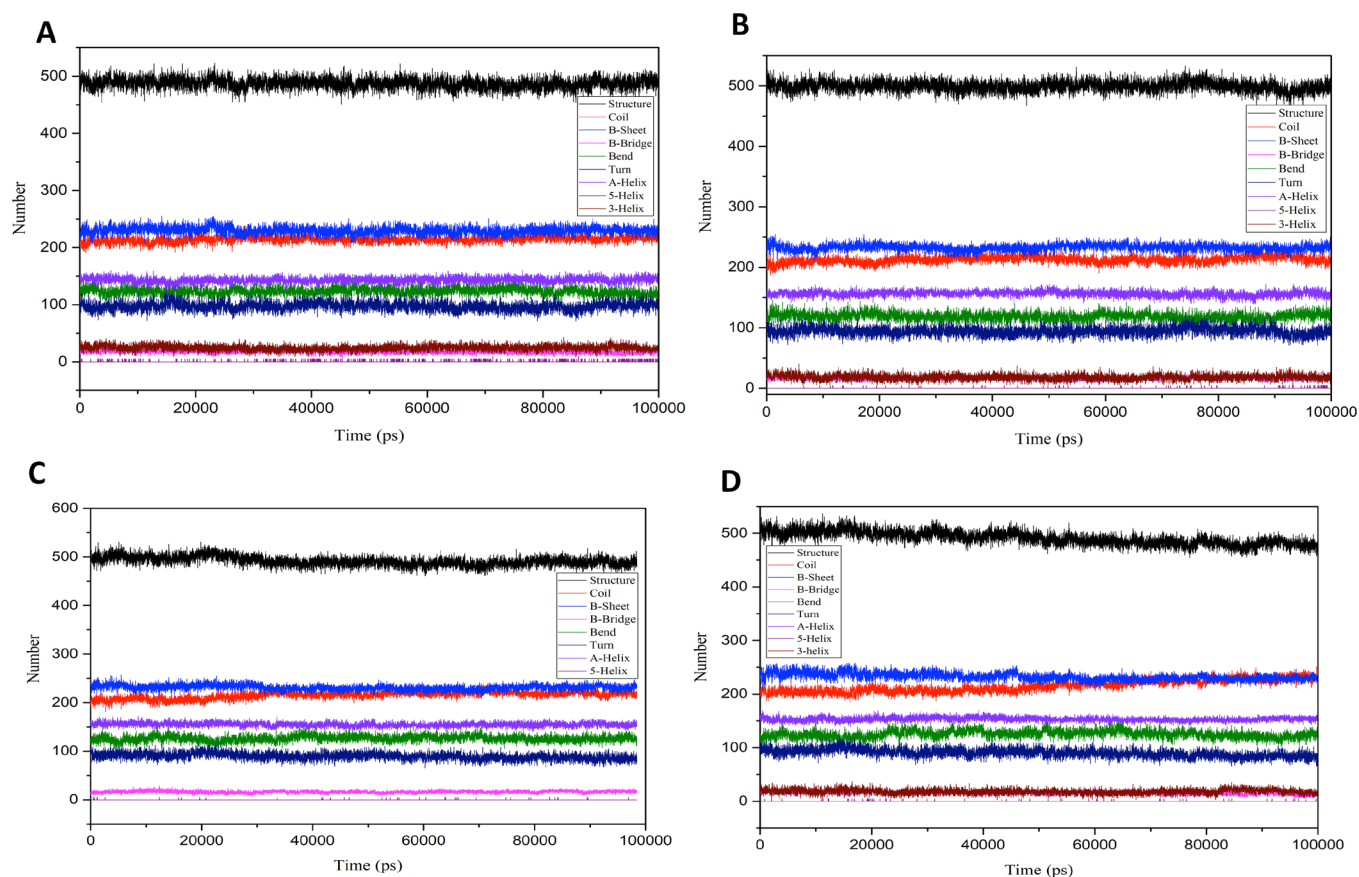 A
500
400
300
200
100
0
Number
0 20000 40000 60000 80000 100000
Time (ps)
Structure
Coil
B-Sheet
B-Bridge
Bend
Turn
A-Helix
5-Helix
3-Helix
B
500
400
300
200
100
0
Number
0 20000 40000 60000 80000 100000
Time (ps)
Structure
Coil
B-Sheet
B-Bridge
Bend
Turn
A-Helix
5-Helix
3-Helix
C
600
500
400
300
200
100
0
Number
0 20000 40000 60000 80000 100000
Time (ps)
Structure
Coil
B-Sheet
B-Bridge
Bend
Turn
A-Helix
5-Helix
D
500
400
300
200
100
0
Number
0 20000 40000 60000 80000 100000
Time (ps)
Structure
Coil
B-Sheet
B-Bridge
Bend
Turn
A-Helix
5-Helix
3-helix